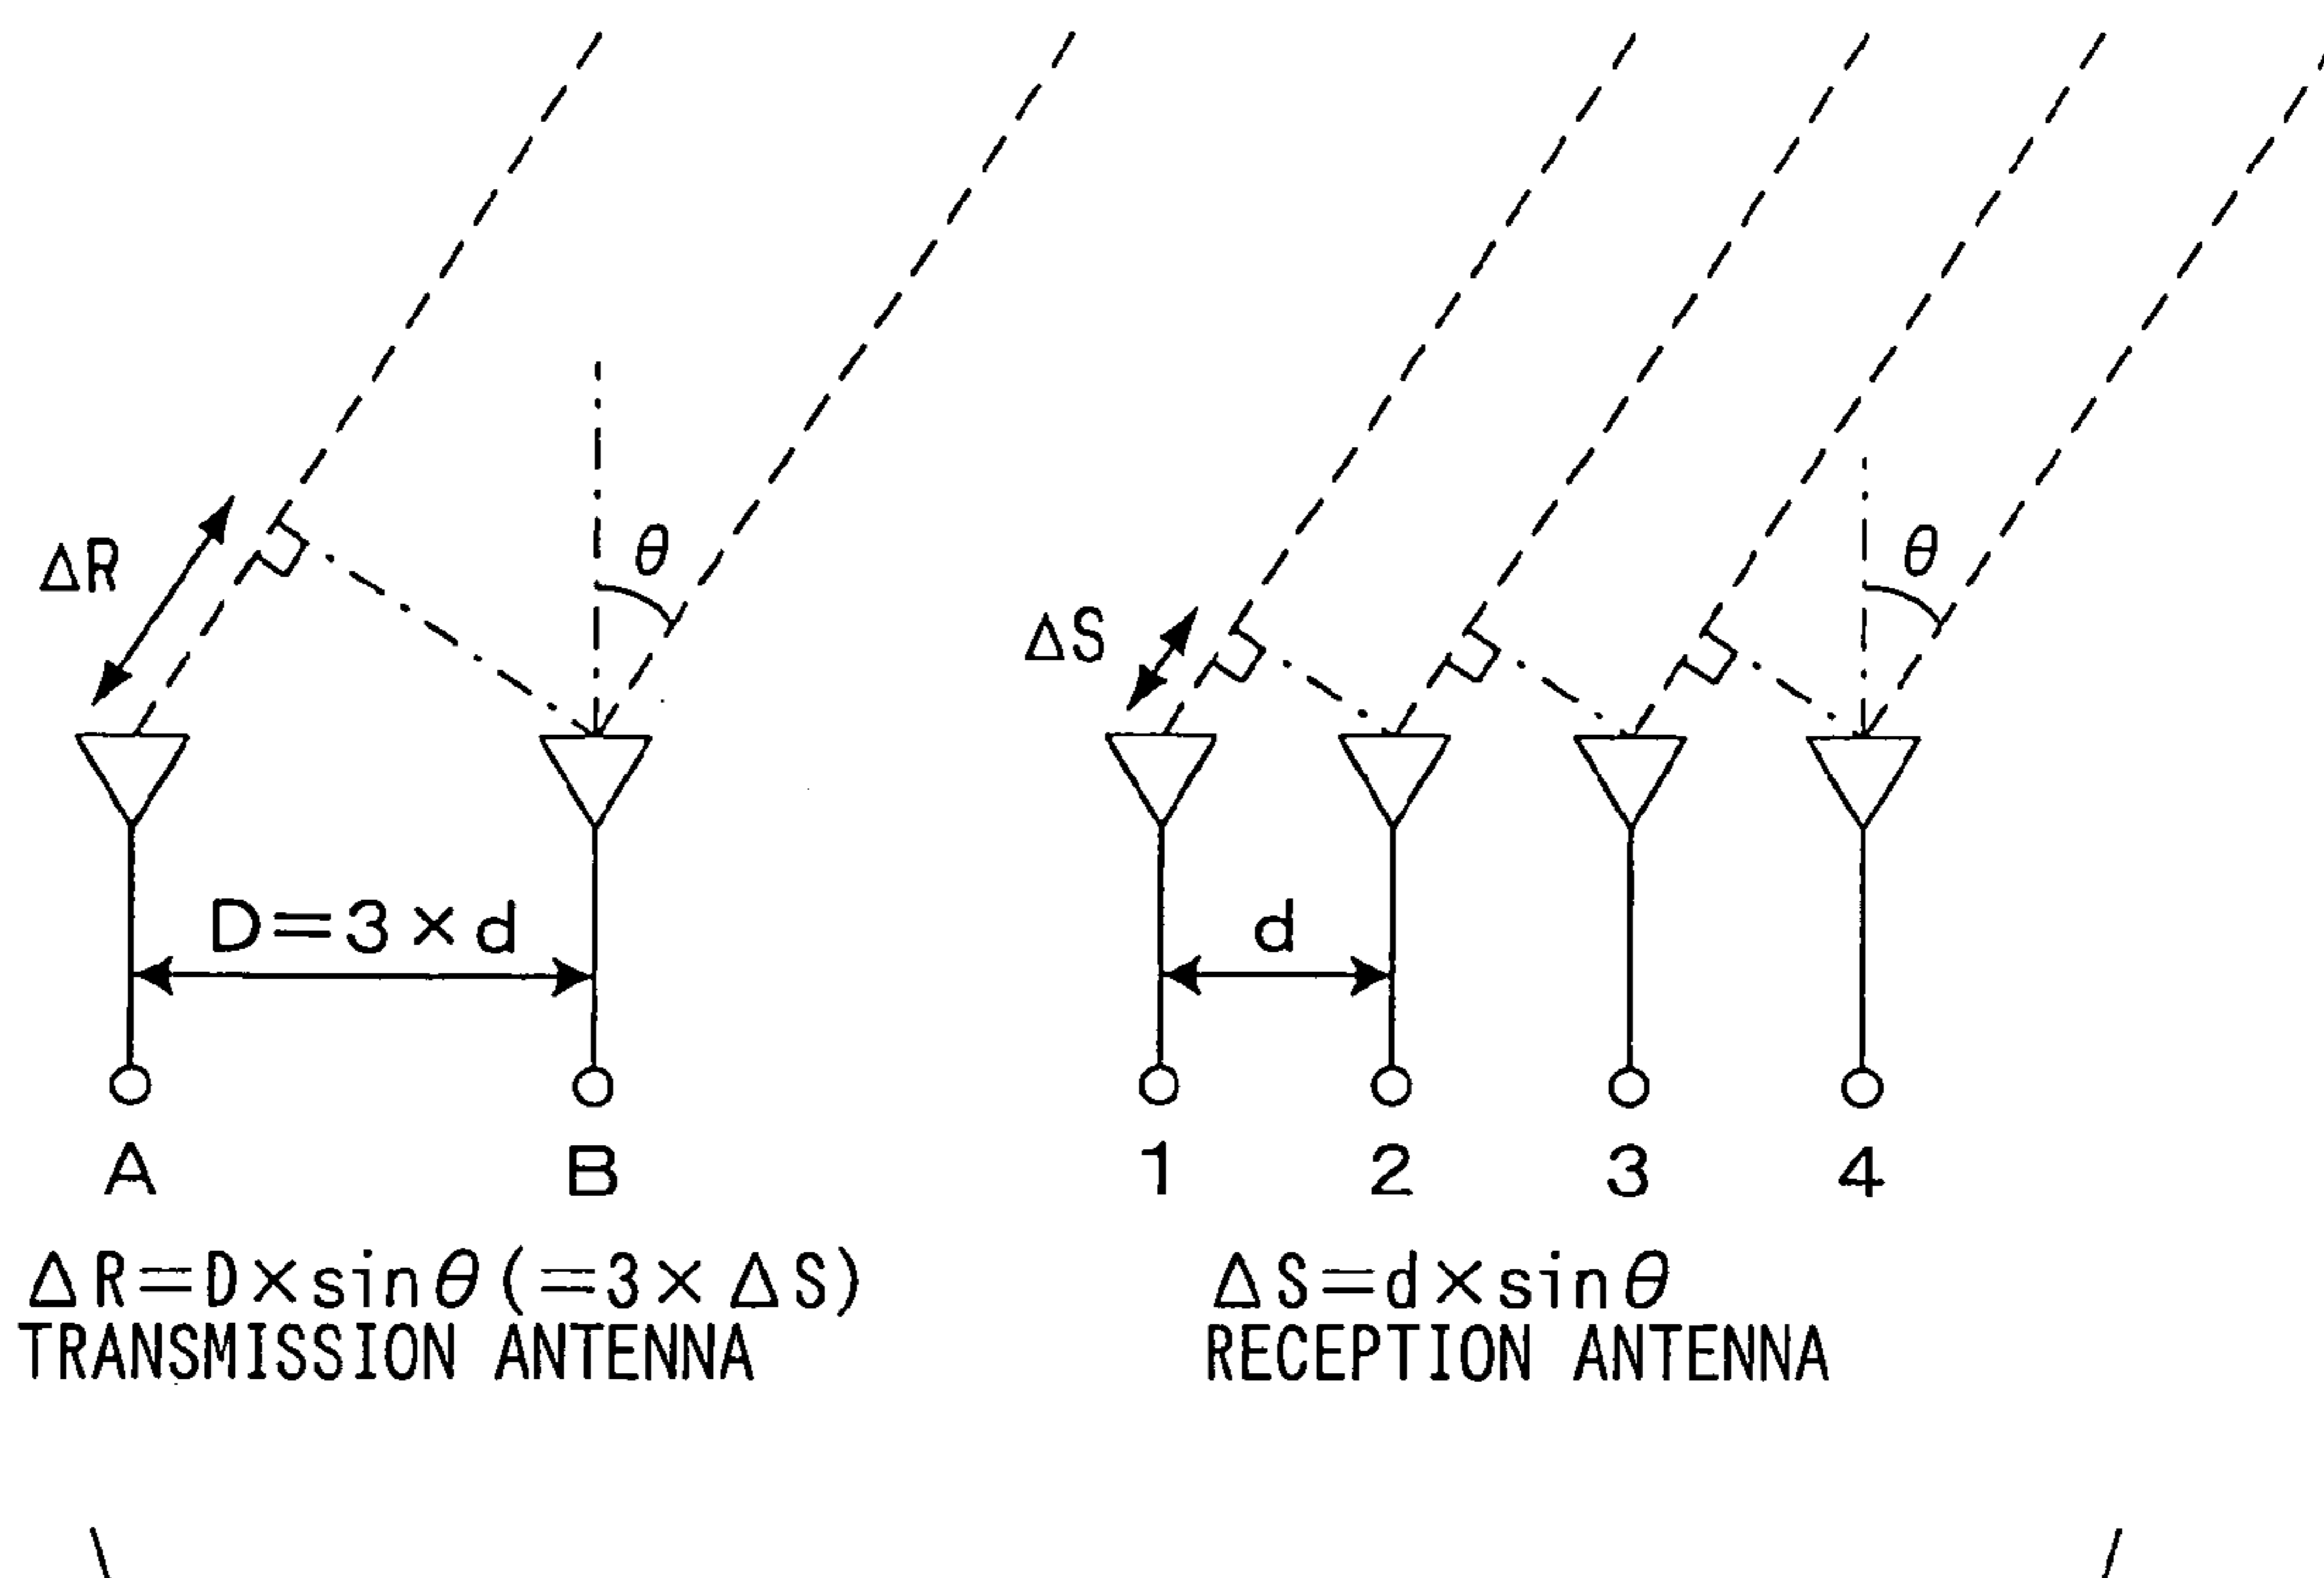 ΔR
θ
ΔS
θ
D=3×d
d
A B 1 2 3 4
ΔR=D×sinθ(=3×ΔS)
TRANSMISSION ANTENNA
ΔS=d×sinθ
RECEPTION ANTENNA